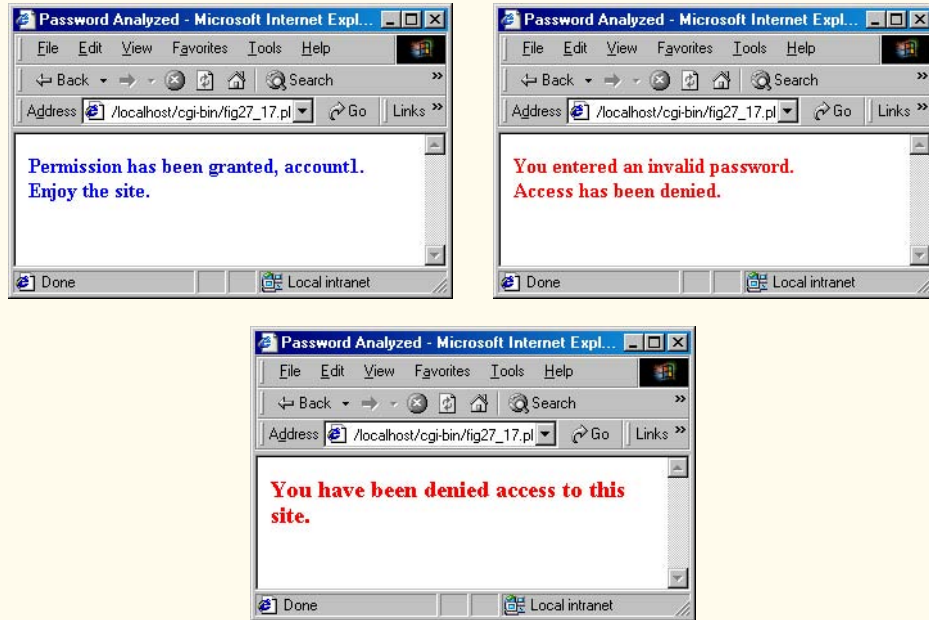 Password Analyzed - Microsoft Internet Expl...
File Edit View Favorites Tools Help
Back Search »
Address /localhost/cgi-bin/fig27_17.pl Go Links »
Permission has been granted, account1.
Enjoy the site.
Done Local intranet
Password Analyzed - Microsoft Internet Expl...
File Edit View Favorites Tools Help
Back Search »
Address /localhost/cgi-bin/fig27_17.pl Go Links »
You entered an invalid password.
Access has been denied.
Done Local intranet
Password Analyzed - Microsoft Internet Expl...
File Edit View Favorites Tools Help
Back Search »
Address /localhost/cgi-bin/fig27_17.pl Go Links »
You have been denied access to this
site.
Done Local intranet